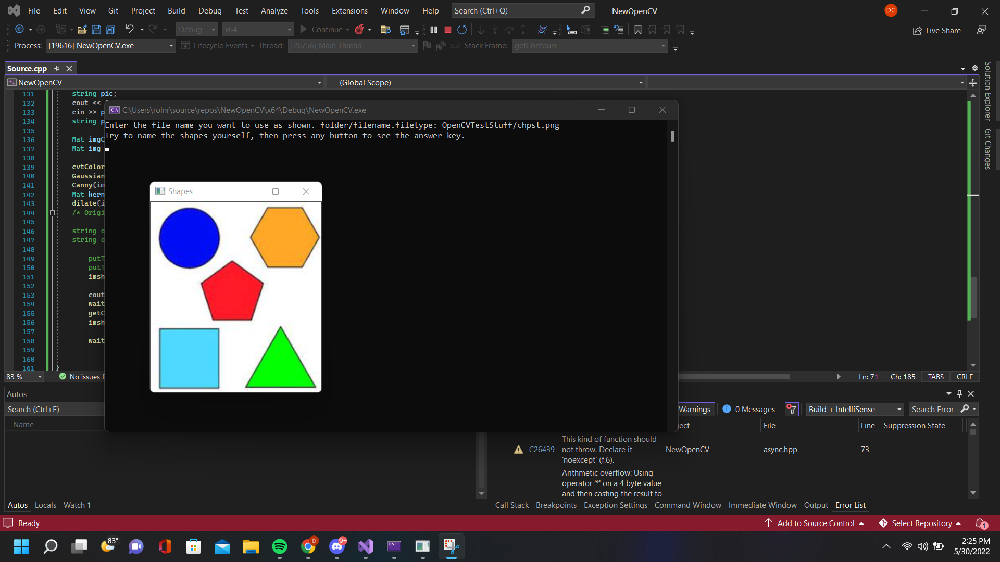 File Edit View Git Project Build Debug Test Analyze Tools Extensions Window Help Search (Ctrl+Q) NewOpenCV DG
Debug x64 Continue Live Share
Process: [19616] NewOpenCV.exe Lifecycle Events Thread: [26756] Main Thread Stack Frame: getContours
Source.cpp
NewOpenCV (Global Scope)
Solution Explorer
Git Changes
131 string pic;
132 cout <<
133 cin >> p
134 string p
135
136 Mat imgC
137 Mat img
138
139 cvtColor
140 Gaussian
141 Canny(im
142 Mat kern
143 dilate(i
144 /* Origi
145
146 string o
147 string o
148
149 putT
150 putT
151 imsh
152
153 cout
154 wait
155 getC
156 imsh
157
158 wait
159
160
161 }
C:\Users\rolnr\source\repos\NewOpenCV\x64\Debug\NewOpenCV.exe
Enter the file name you want to use as shown. folder/filename.filetype: OpenCVTestStuff/chpst.png
Try to name the shapes yourself, then press any button to see the answer key.
Shapes
83 % No issues f Ln: 71 Ch: 185 TABS CRLF
Autos
Search (Ctrl+E)
Name
Warnings 0 Messages Build + IntelliSense Search Error
ject File Line Suppression State
C26439 This kind of function should not throw. Declare it 'noexcept' (f.6). NewOpenCV async.hpp 73
Arithmetic overflow: Using
operator '*' on a 4 byte value
and then casting the result to
Autos Locals Watch 1
Call Stack Breakpoints Exception Settings Command Window Immediate Window Output Error List
Ready Add to Source Control Select Repository 1
83° D 9+
2:25 PM
5/30/2022